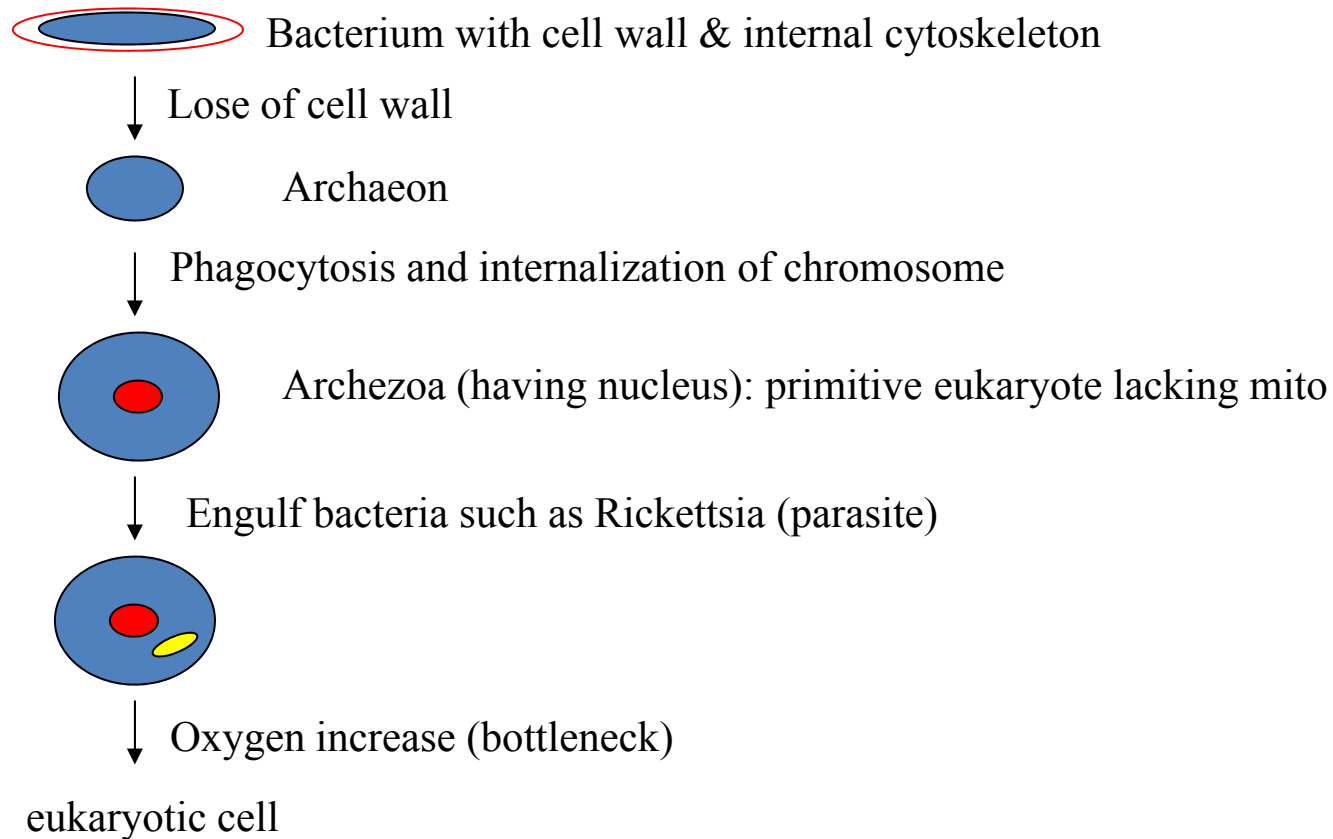 Bacterium with cell wall & internal cytoskeleton
Lose of cell wall
Archaeon
Phagocytosis and internalization of chromosome
Archezoa (having nucleus): primitive eukaryote lacking mito
Engulf bacteria such as Rickettsia (parasite)
Oxygen increase (bottleneck)
eukaryotic cell